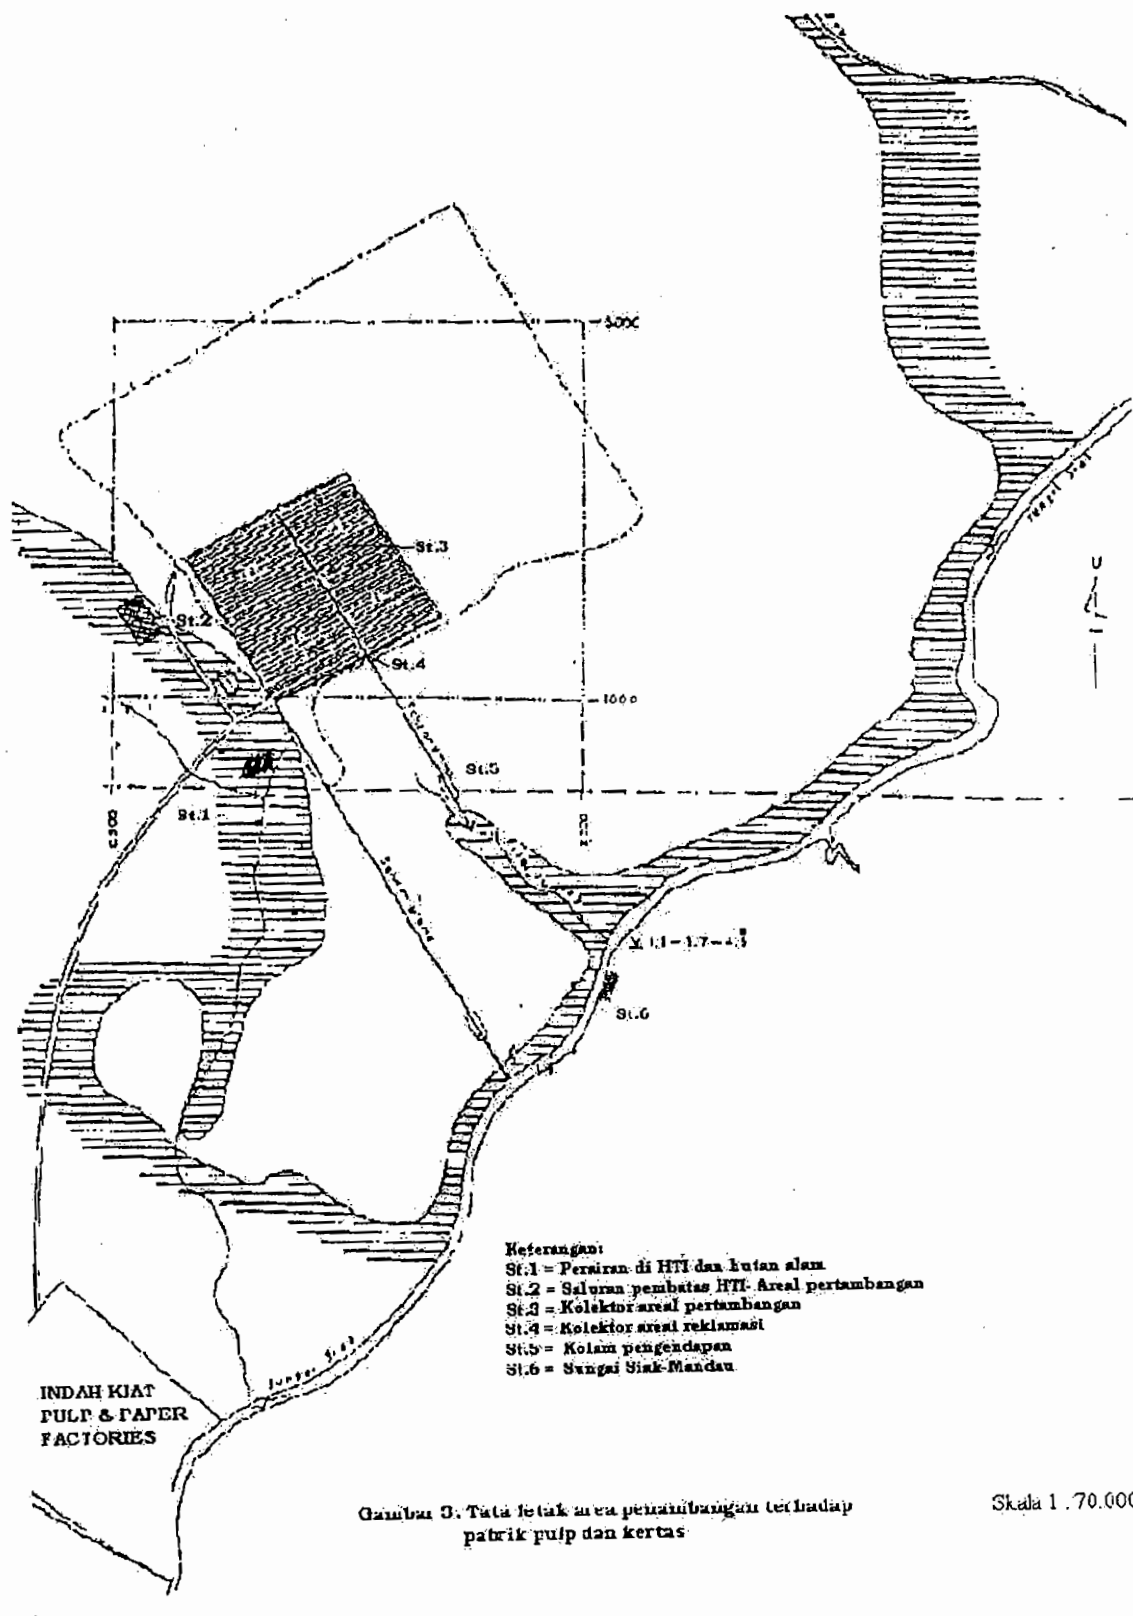 St.3
St.2
St.4
1000
St.5
St.1
St.6
Keterangan:
St.1 = Perairan di HTI dan hutan alam
St.2 = Saluran pembatas HTI- Areal pertambangan
St.3 = Kolektor areal pertambangan
St.4 = Kolektor areal reklamasi
St.5 = Kolam pengendapan
St.6 = Sungai Siak-Mandau
INDAH KIAT
PULP & PAPER
FACTORIES
Gambar 3. Tata letak area penambangan terhadap
pabrik pulp dan kertas
Skala 1 . 70.000